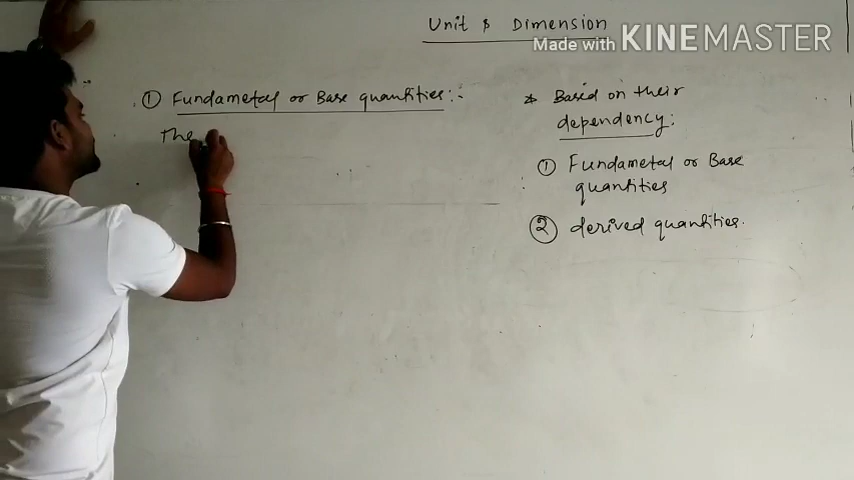 Unit & Dimension
Made with KINEMASTER
① Fundametal or Base quantities :-
The
* Based on their
dependency;
① Fundametal or Base
quantities
② derived quantities.